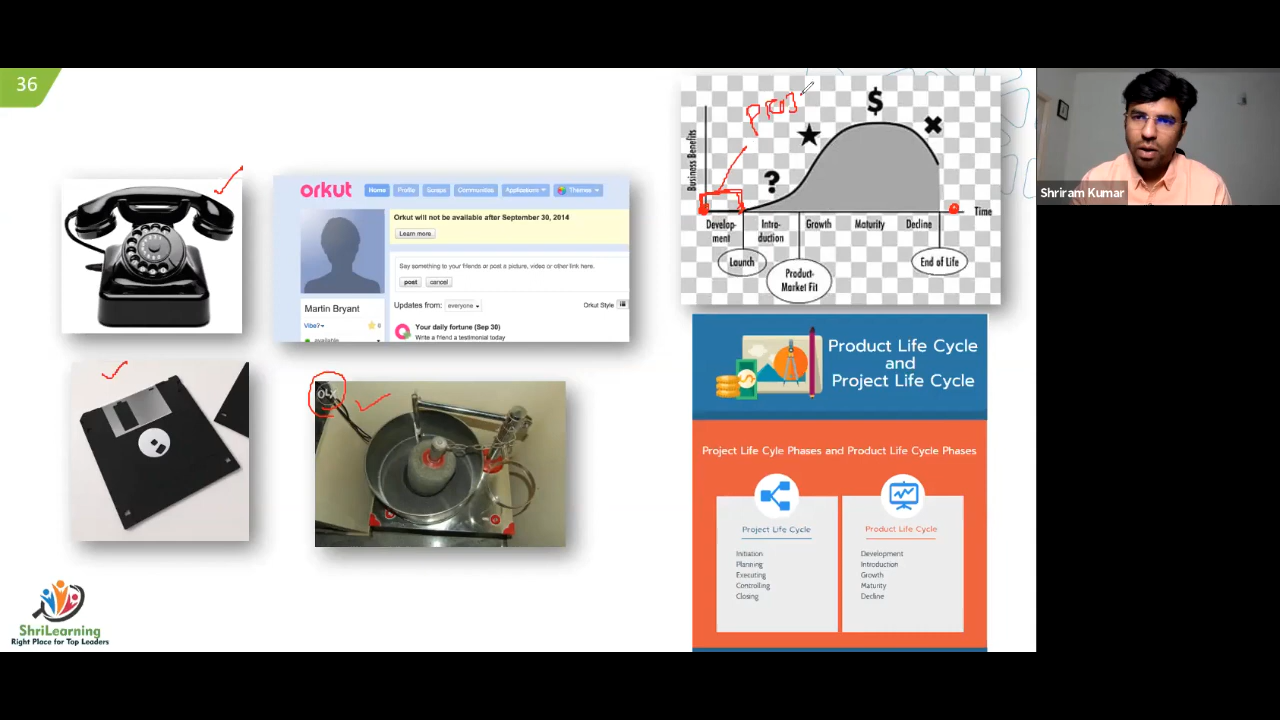 36
orkut
Home Profile Scraps Communities Applications Themes
Orkut will not be available after September 30, 2014
Learn more
Say something to your friends or post a picture, video or other link here.
post cancel
Martin Bryant
Updates from: everyone
Orkut Style
Your daily fortune (Sep 30)
Write a friend a testimonial today
OLX
ShriLearning
Right Place for Top Leaders
Business Benefits
?
$
Develop-
ment
Intro-
duction
Growth
Maturity
Decline
Time
Launch
Product-
Market Fit
End of Life
Product Life Cycle
and
Project Life Cycle
Project Life Cyle Phases and Product Life Cycle Phases
Project Life Cycle
Initiation
Planning
Executing
Controlling
Closing
Product Life Cycle
Development
Introduction
Growth
Maturity
Decline
Shriram Kumar